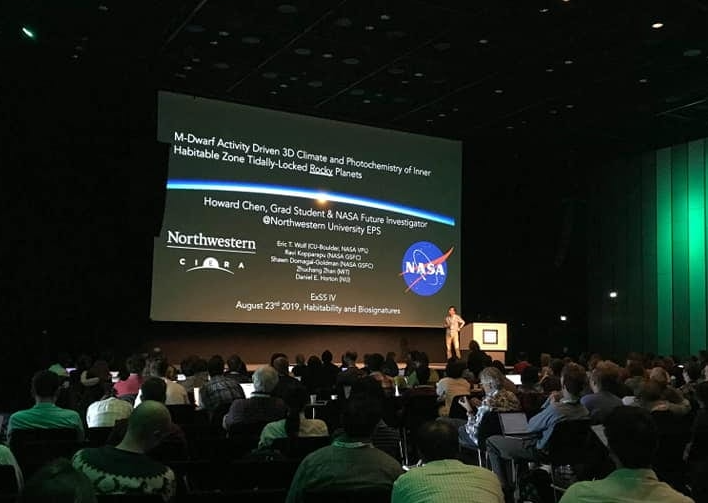 M-Dwarf Activity Driven 3D Climate and Photochemistry of Inner
Habitable Zone Tidally-Locked Rocky Planets
Howard Chen, Grad Student & NASA Future Investigator
@Northwestern University EPS
Northwestern
CIERA
Eric T. Wolf (CU-Boulder, NASA VPL)
Ravi Kopparapu (NASA GSFC)
Shawn Domagal-Goldman (NASA GSFC)
Zhuchang Zhan (MIT)
Daniel E. Horton (NU)
NASA
ExSS IV
August 23rd 2019, Habitability and Biosignatures